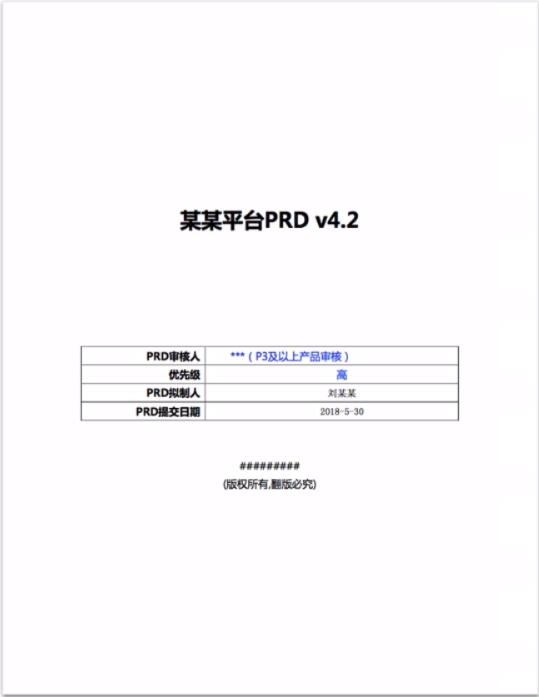 某某平台PRD v4.2
PRD审核人 ***（P3及以上产品审核）
优先级 高
PRD拟制人 刘某某
PRD提交日期 2018-5-30
#########
(版权所有,翻版必究)